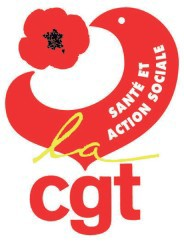 SANTÉ ET
ACTION SOCIALE
la
cgt